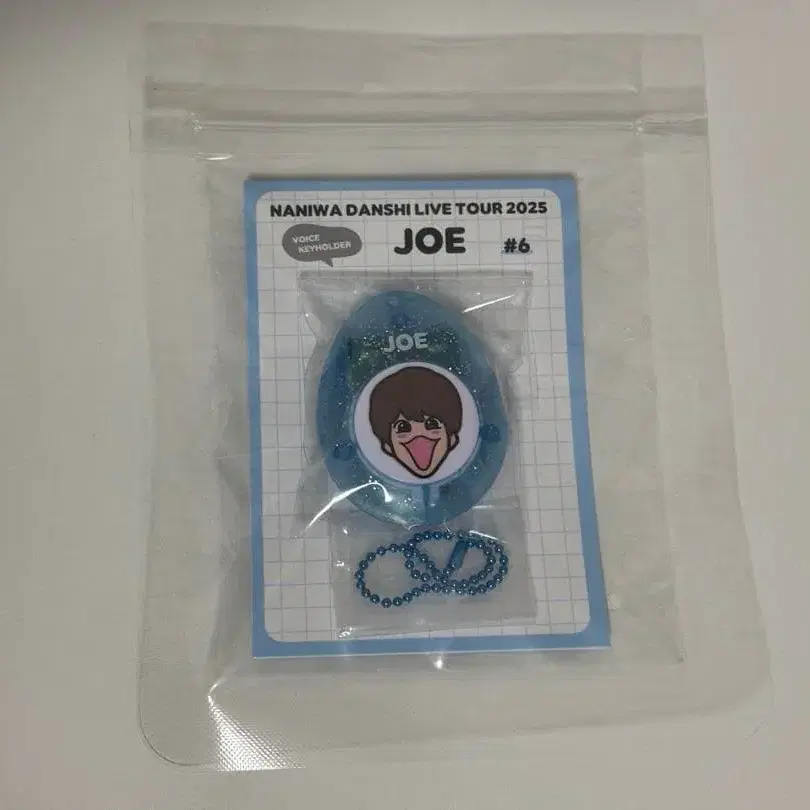 NANIWA DANSHI LIVE TOUR 2025
VOICE
KEYHOLDER
JOE
#6
JOE